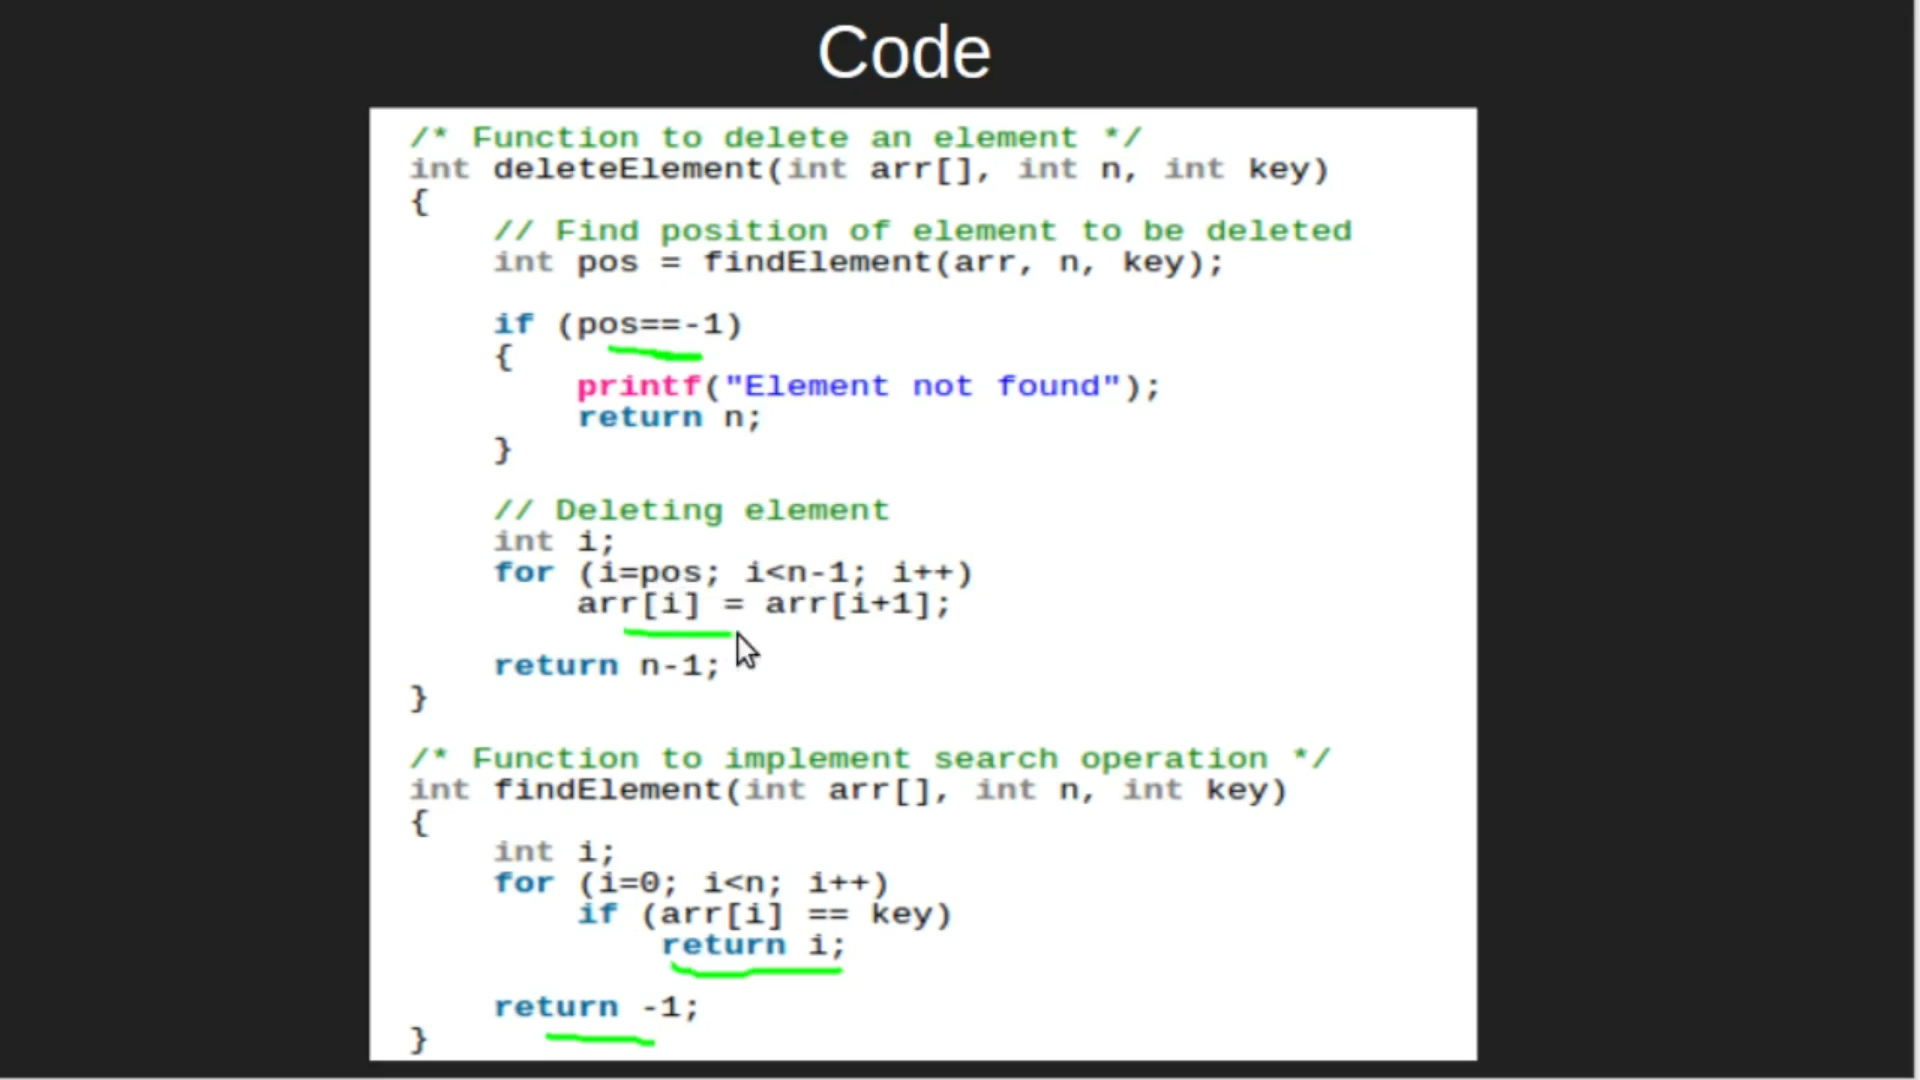 Code
/* Function to delete an element */
int deleteElement(int arr[], int n, int key)
{
    // Find position of element to be deleted
    int pos = findElement(arr, n, key);
    if (pos==-1)
    {
        printf("Element not found");
        return n;
    }
    // Deleting element
    int i;
    for (i=pos; i<n-1; i++)
        arr[i] = arr[i+1];
    return n-1;
}
/* Function to implement search operation */
int findElement(int arr[], int n, int key)
{
    int i;
    for (i=0; i<n; i++)
        if (arr[i] == key)
            return i;
    return -1;
}